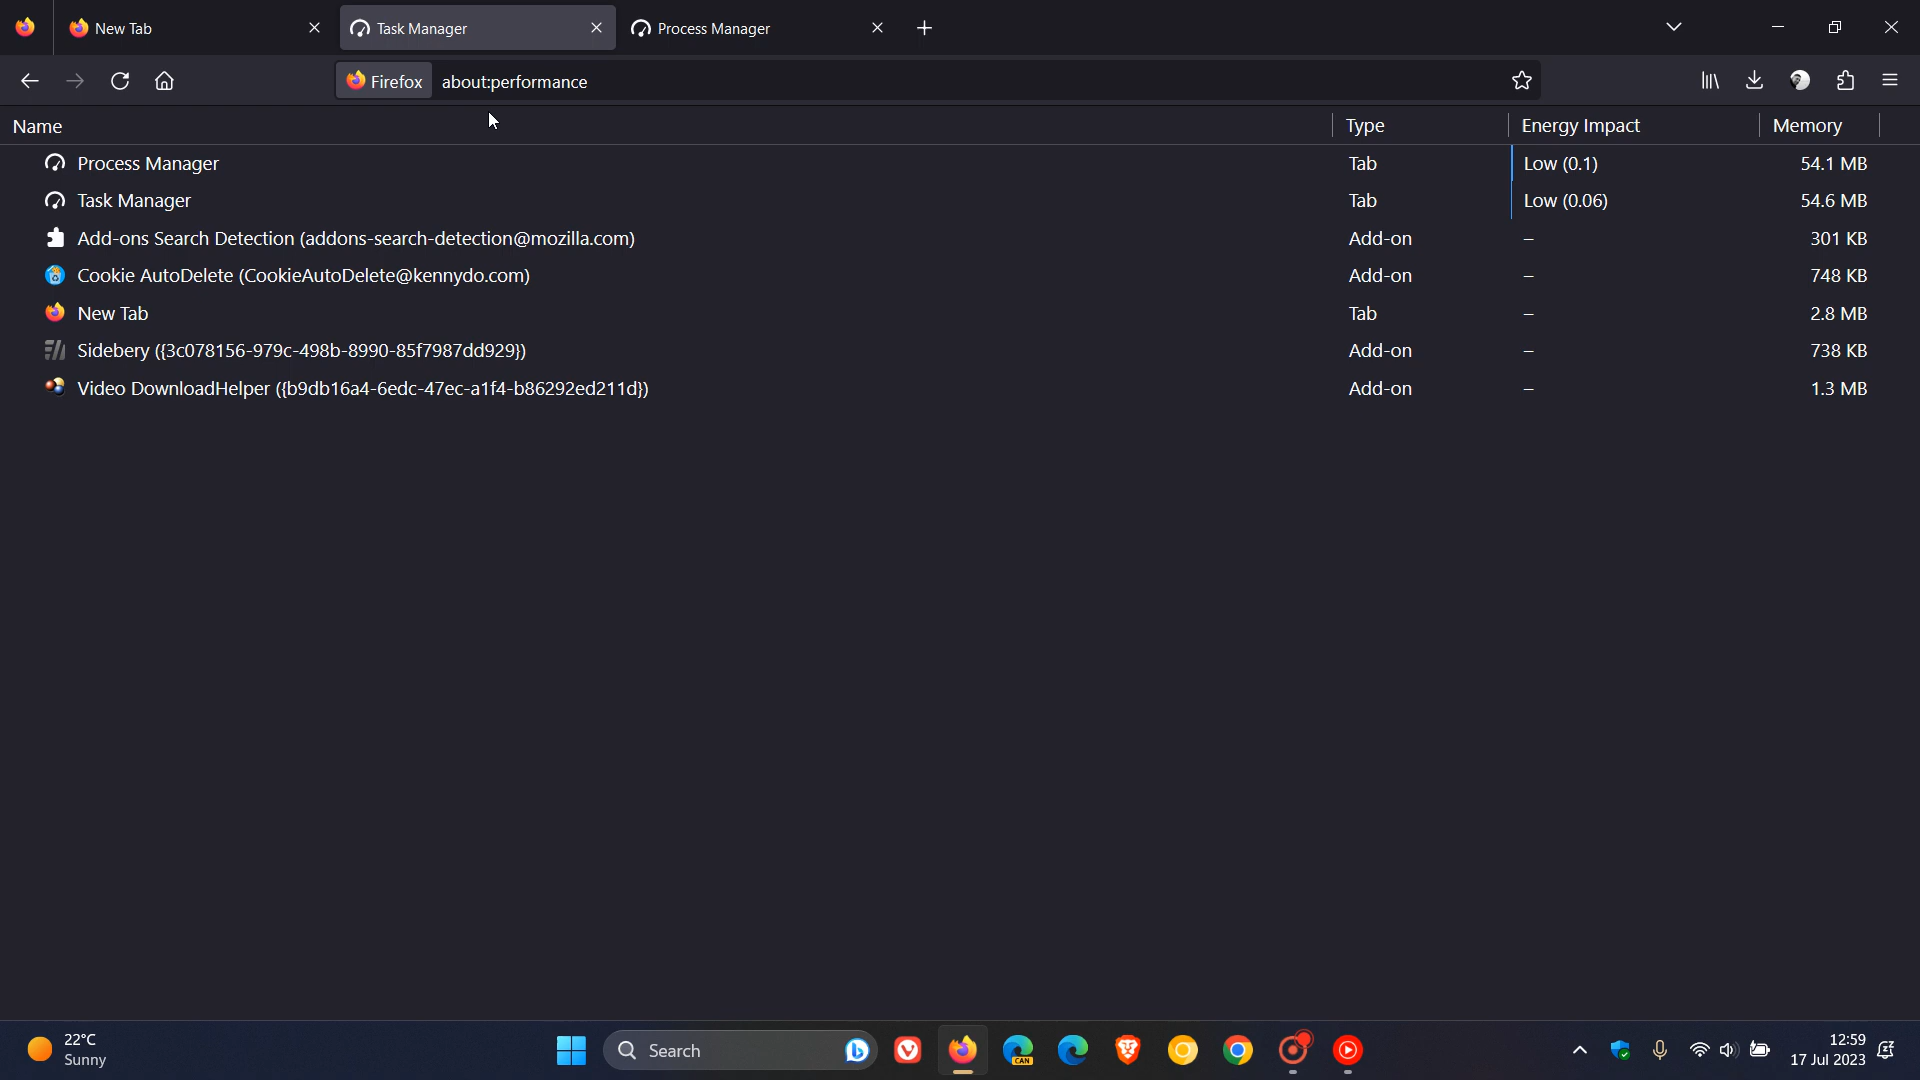 New Tab
Task Manager
Process Manager
Firefox about:performance
Name Type Energy Impact Memory
Process Manager Tab Low (0.1) 54.1 MB
Task Manager Tab Low (0.06) 54.6 MB
Add-ons Search Detection (addons-search-detection@mozilla.com) Add-on – 301 KB
Cookie AutoDelete (CookieAutoDelete@kennydo.com) Add-on – 748 KB
New Tab Tab – 2.8 MB
Sidebery ({3c078156-979c-498b-8990-85f7987dd929}) Add-on – 738 KB
Video DownloadHelper ({b9db16a4-6edc-47ec-a1f4-b86292ed211d}) Add-on – 1.3 MB
22°C
Sunny
Search
CAN
12:59
17 Jul 2023